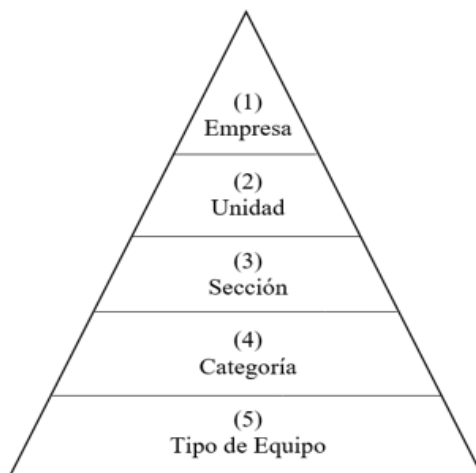 (1)
Empresa
(2)
Unidad
(3)
Sección
(4)
Categoría
(5)
Tipo de Equipo